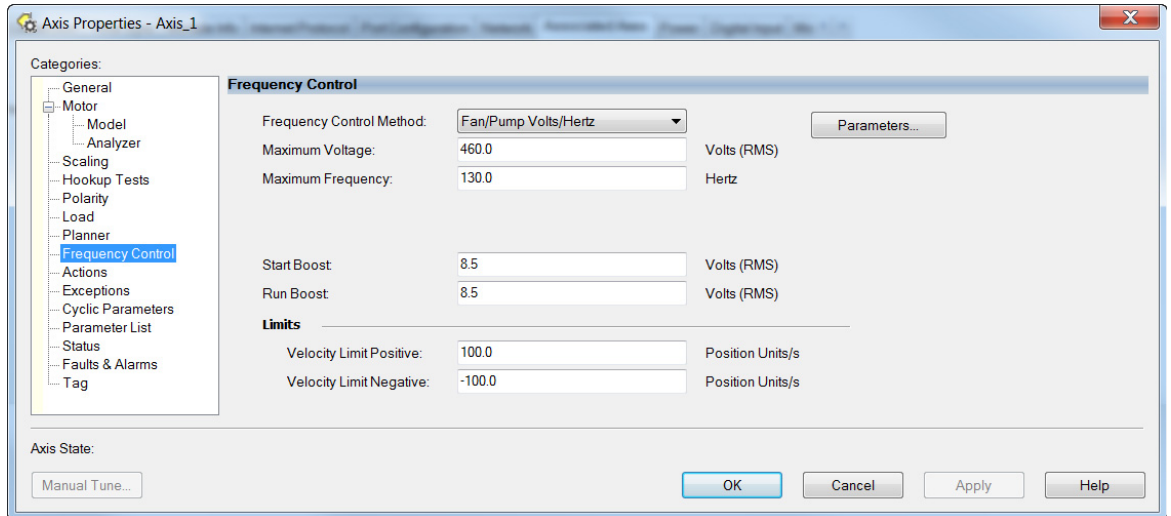 Axis Properties - Axis_1
X
Categories:
General
Motor
Model
Analyzer
Scaling
Hookup Tests
Polarity
Load
Planner
Frequency Control
Actions
Exceptions
Cyclic Parameters
Parameter List
Status
Faults & Alarms
Tag
Frequency Control
Frequency Control Method: Fan/Pump Volts/Hertz Parameters...
Maximum Voltage: 460.0 Volts (RMS)
Maximum Frequency: 130.0 Hertz
Start Boost: 8.5 Volts (RMS)
Run Boost: 8.5 Volts (RMS)
Limits
Velocity Limit Positive: 100.0 Position Units/s
Velocity Limit Negative: -100.0 Position Units/s
Axis State:
Manual Tune... OK Cancel Apply Help